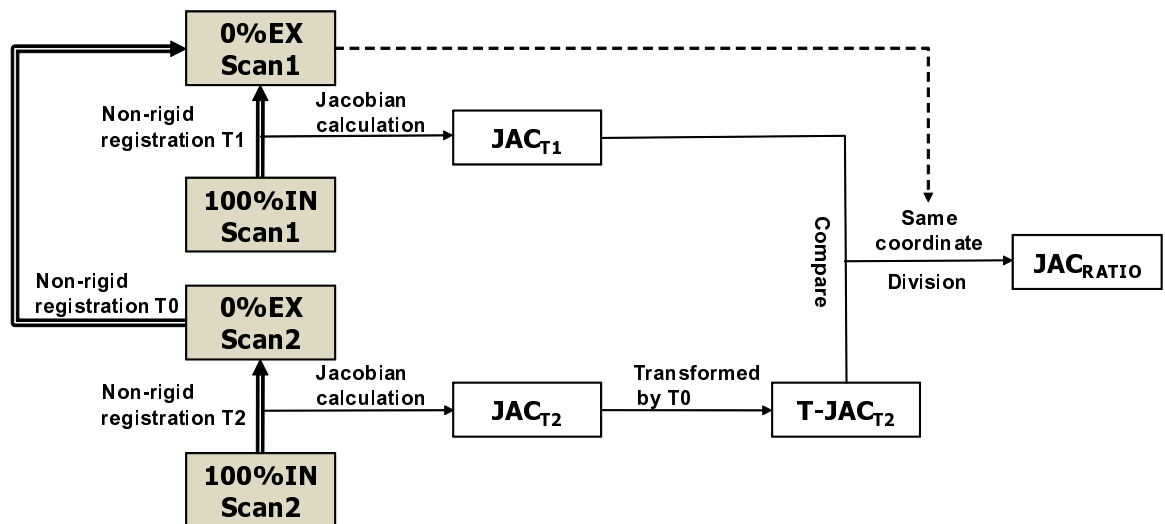 0%EX
Scan1
Non-rigid
registration T1
Jacobian
calculation
JACT1
100%IN
Scan1
Compare
Same
coordinate
Division
JACRATIO
Non-rigid
registration T0
0%EX
Scan2
Non-rigid
registration T2
Jacobian
calculation
JACT2
Transformed
by T0
T-JACT2
100%IN
Scan2